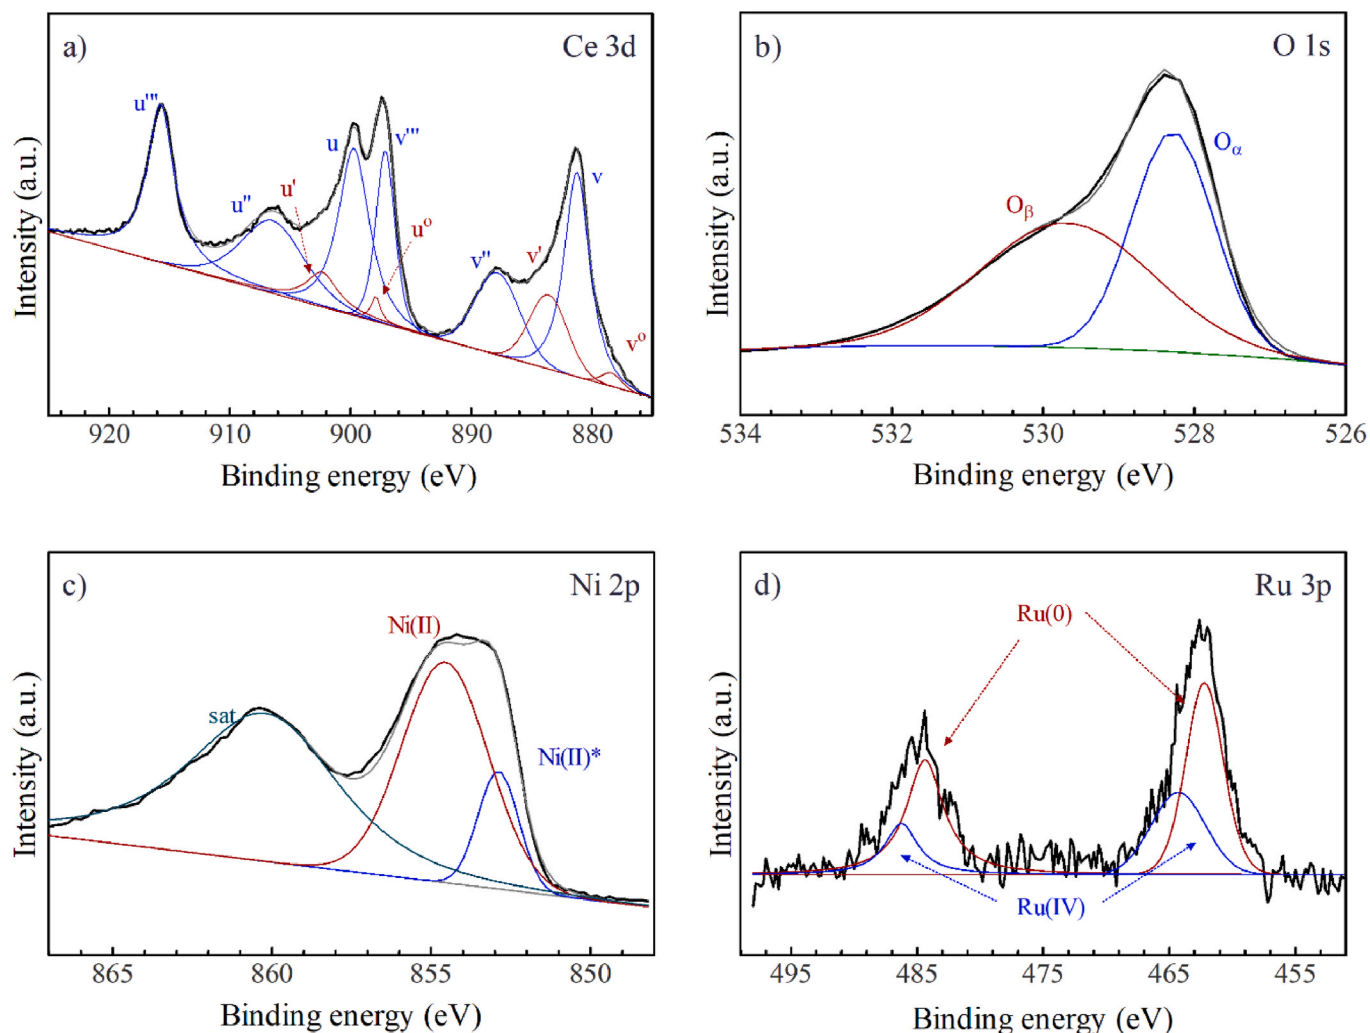 a)
Ce 3d
u'''
u''
u'
u
v'''
uº
v''
v'
v
vº
Intensity (a.u.)
920
910
900
890
880
Binding energy (eV)
b)
O 1s
Oα
Oβ
Intensity (a.u.)
534
532
530
528
526
Binding energy (eV)
c)
Ni 2p
Ni(II)
sat.
Ni(II)*
Intensity (a.u.)
865
860
855
850
Binding energy (eV)
d)
Ru 3p
Ru(0)
Ru(IV)
Intensity (a.u.)
495
485
475
465
455
Binding energy (eV)